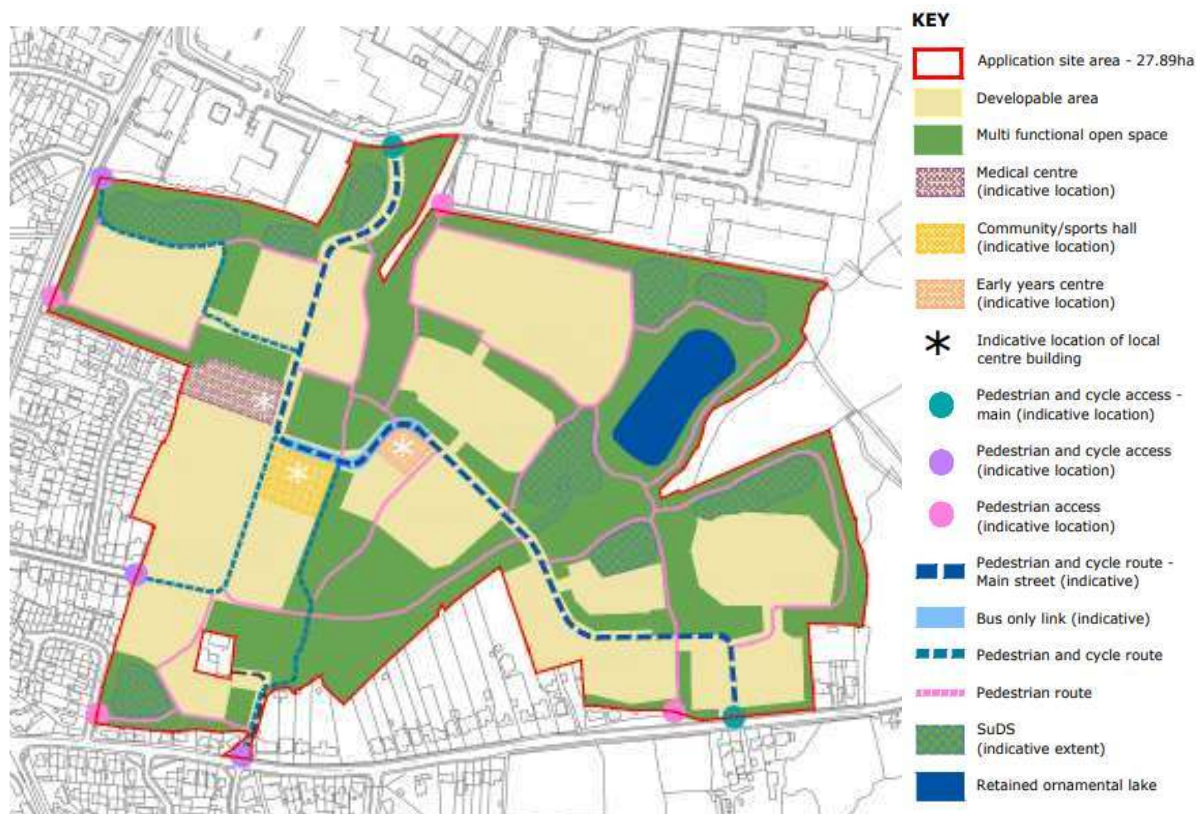 KEY
Application site area - 27.89ha
Developable area
Multi functional open space
Medical centre
(indicative location)
Community/sports hall
(indicative location)
Early years centre
(indicative location)
Indicative location of local
centre building
Pedestrian and cycle access -
main (indicative location)
Pedestrian and cycle access
(indicative location)
Pedestrian access
(indicative location)
Pedestrian and cycle route -
Main street (indicative)
Bus only link (indicative)
Pedestrian and cycle route
Pedestrian route
SuDS
(indicative extent)
Retained ornamental lake